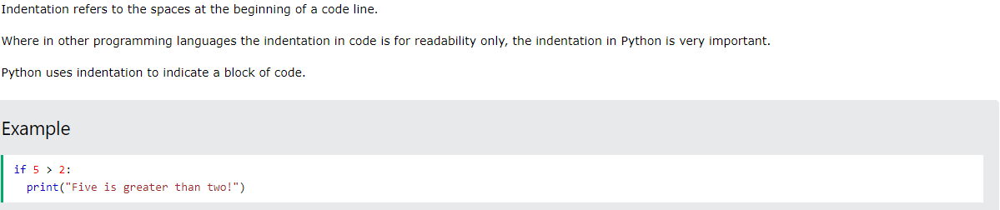 Indentation refers to the spaces at the beginning of a code line.
Where in other programming languages the indentation in code is for readability only, the indentation in Python is very important.
Python uses indentation to indicate a block of code.
Example
if 5 > 2:
  print("Five is greater than two!")